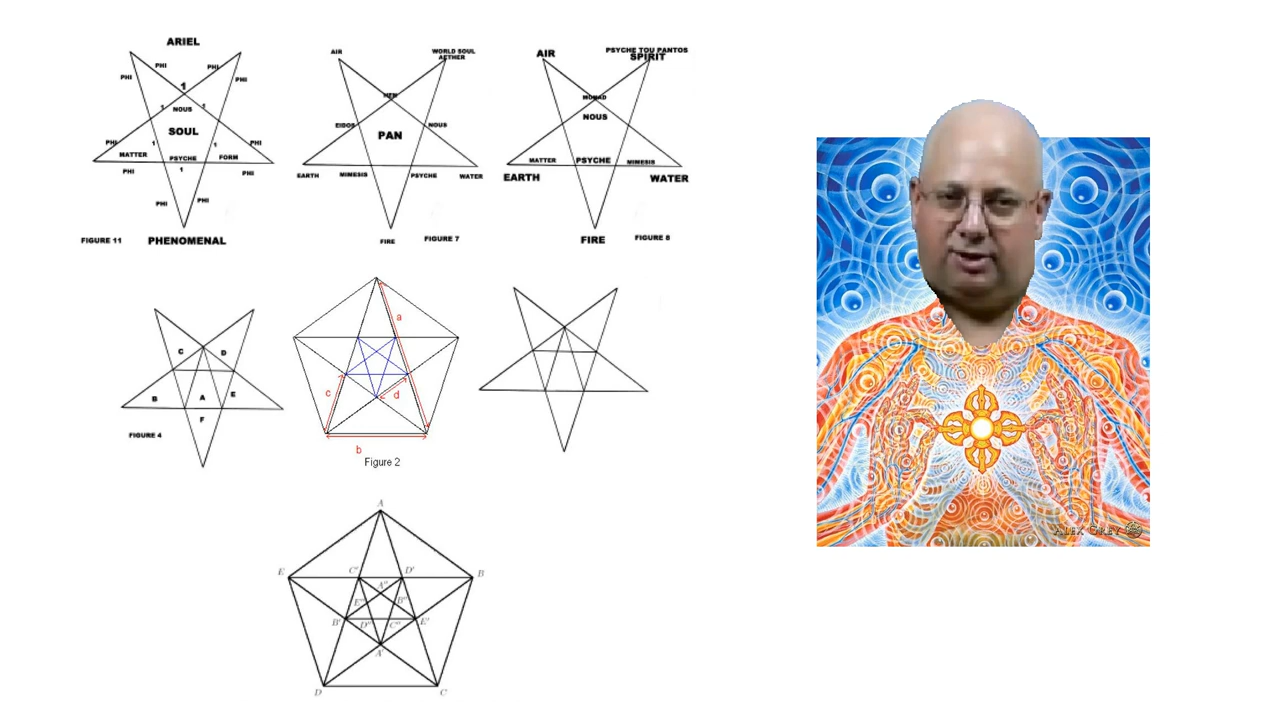 ARIEL
PHI
PHI
PHI
PHI
1
1
NOUS
1
SOUL
PHI
1
1
PHI
MATTER
PSYCHE
FORM
PHI
1
PHI
PHI
PHI
FIGURE 11
PHENOMENAL
AIR
WORLD SOUL
AETHER
HEN
EIDOS
NOUS
PAN
EARTH
MIMESIS
PSYCHE
WATER
FIRE
FIGURE 7
PSYCHE TOU PANTOS
AIR
SPIRIT
MONAD
NOUS
MATTER
PSYCHE
MIMESIS
EARTH
WATER
FIRE
FIGURE 8
C
D
B
A
E
F
FIGURE 4
a
c
d
b
Figure 2
A
E
C'
D'
B
A''
E''
B''
B'
D''
C''
E'
A'
D
C
ALEX GREY